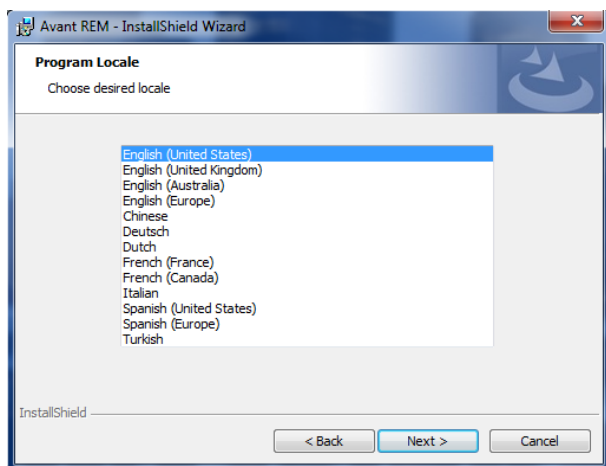 Avant REM - InstallShield Wizard
Program Locale
Choose desired locale
English (United States)
English (United Kingdom)
English (Australia)
English (Europe)
Chinese
Deutsch
Dutch
French (France)
French (Canada)
Italian
Spanish (United States)
Spanish (Europe)
Turkish
InstallShield
< Back Next > Cancel